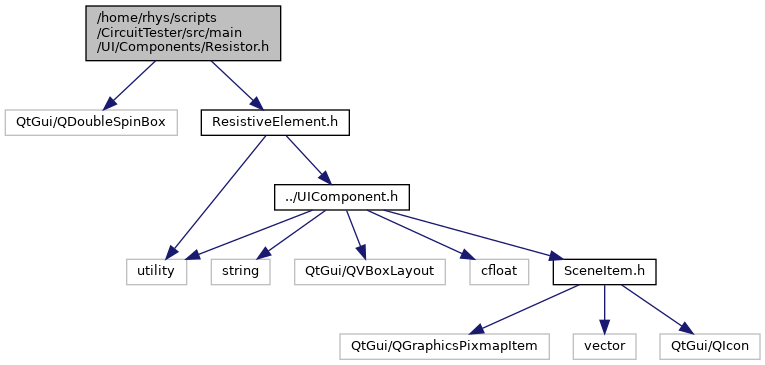 /home/rhys/scripts
/CircuitTester/src/main
/UI/Components/Resistor.h
QtGui/QDoubleSpinBox
ResistiveElement.h
../UIComponent.h
utility
string
QtGui/QVBoxLayout
cfloat
SceneItem.h
QtGui/QGraphicsPixmapItem
vector
QtGui/QIcon